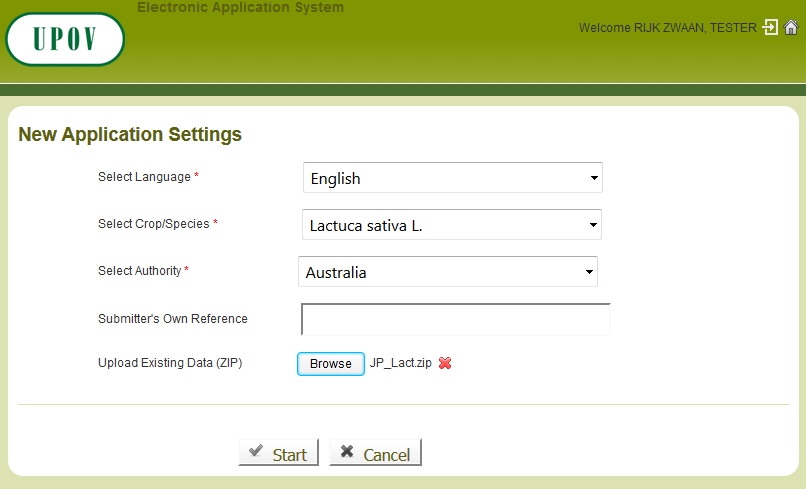 Electronic Application System
UPOV
Welcome RIJK ZWAAN, TESTER
New Application Settings
Select Language *
English
Select Crop/Species *
Lactuca sativa L.
Select Authority *
Australia
Submitter's Own Reference
Upload Existing Data (ZIP)
Browse
JP_Lact.zip
Start
Cancel